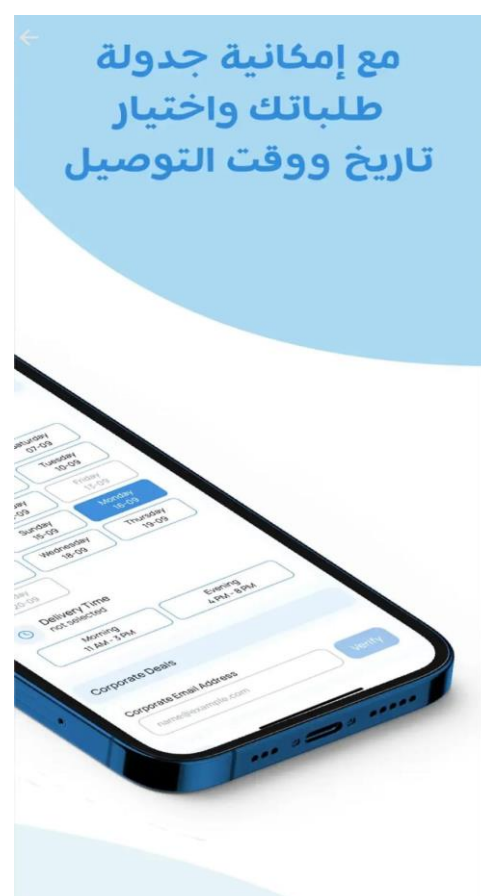 مع إمكانية جدولة
طلباتك واختيار
تاريخ ووقت التوصيل
Saturday
07-09
Tuesday
10-09
Friday
13-09
Monday
16-09
Sunday
15-09
Thursday
19-09
Wednesday
18-09
20-09
Delivery Time
not selected
Morning
11 AM - 3 PM
Evening
4 PM - 8 PM
Corporate Deals
Corporate Email Address
name@example.com
Verify